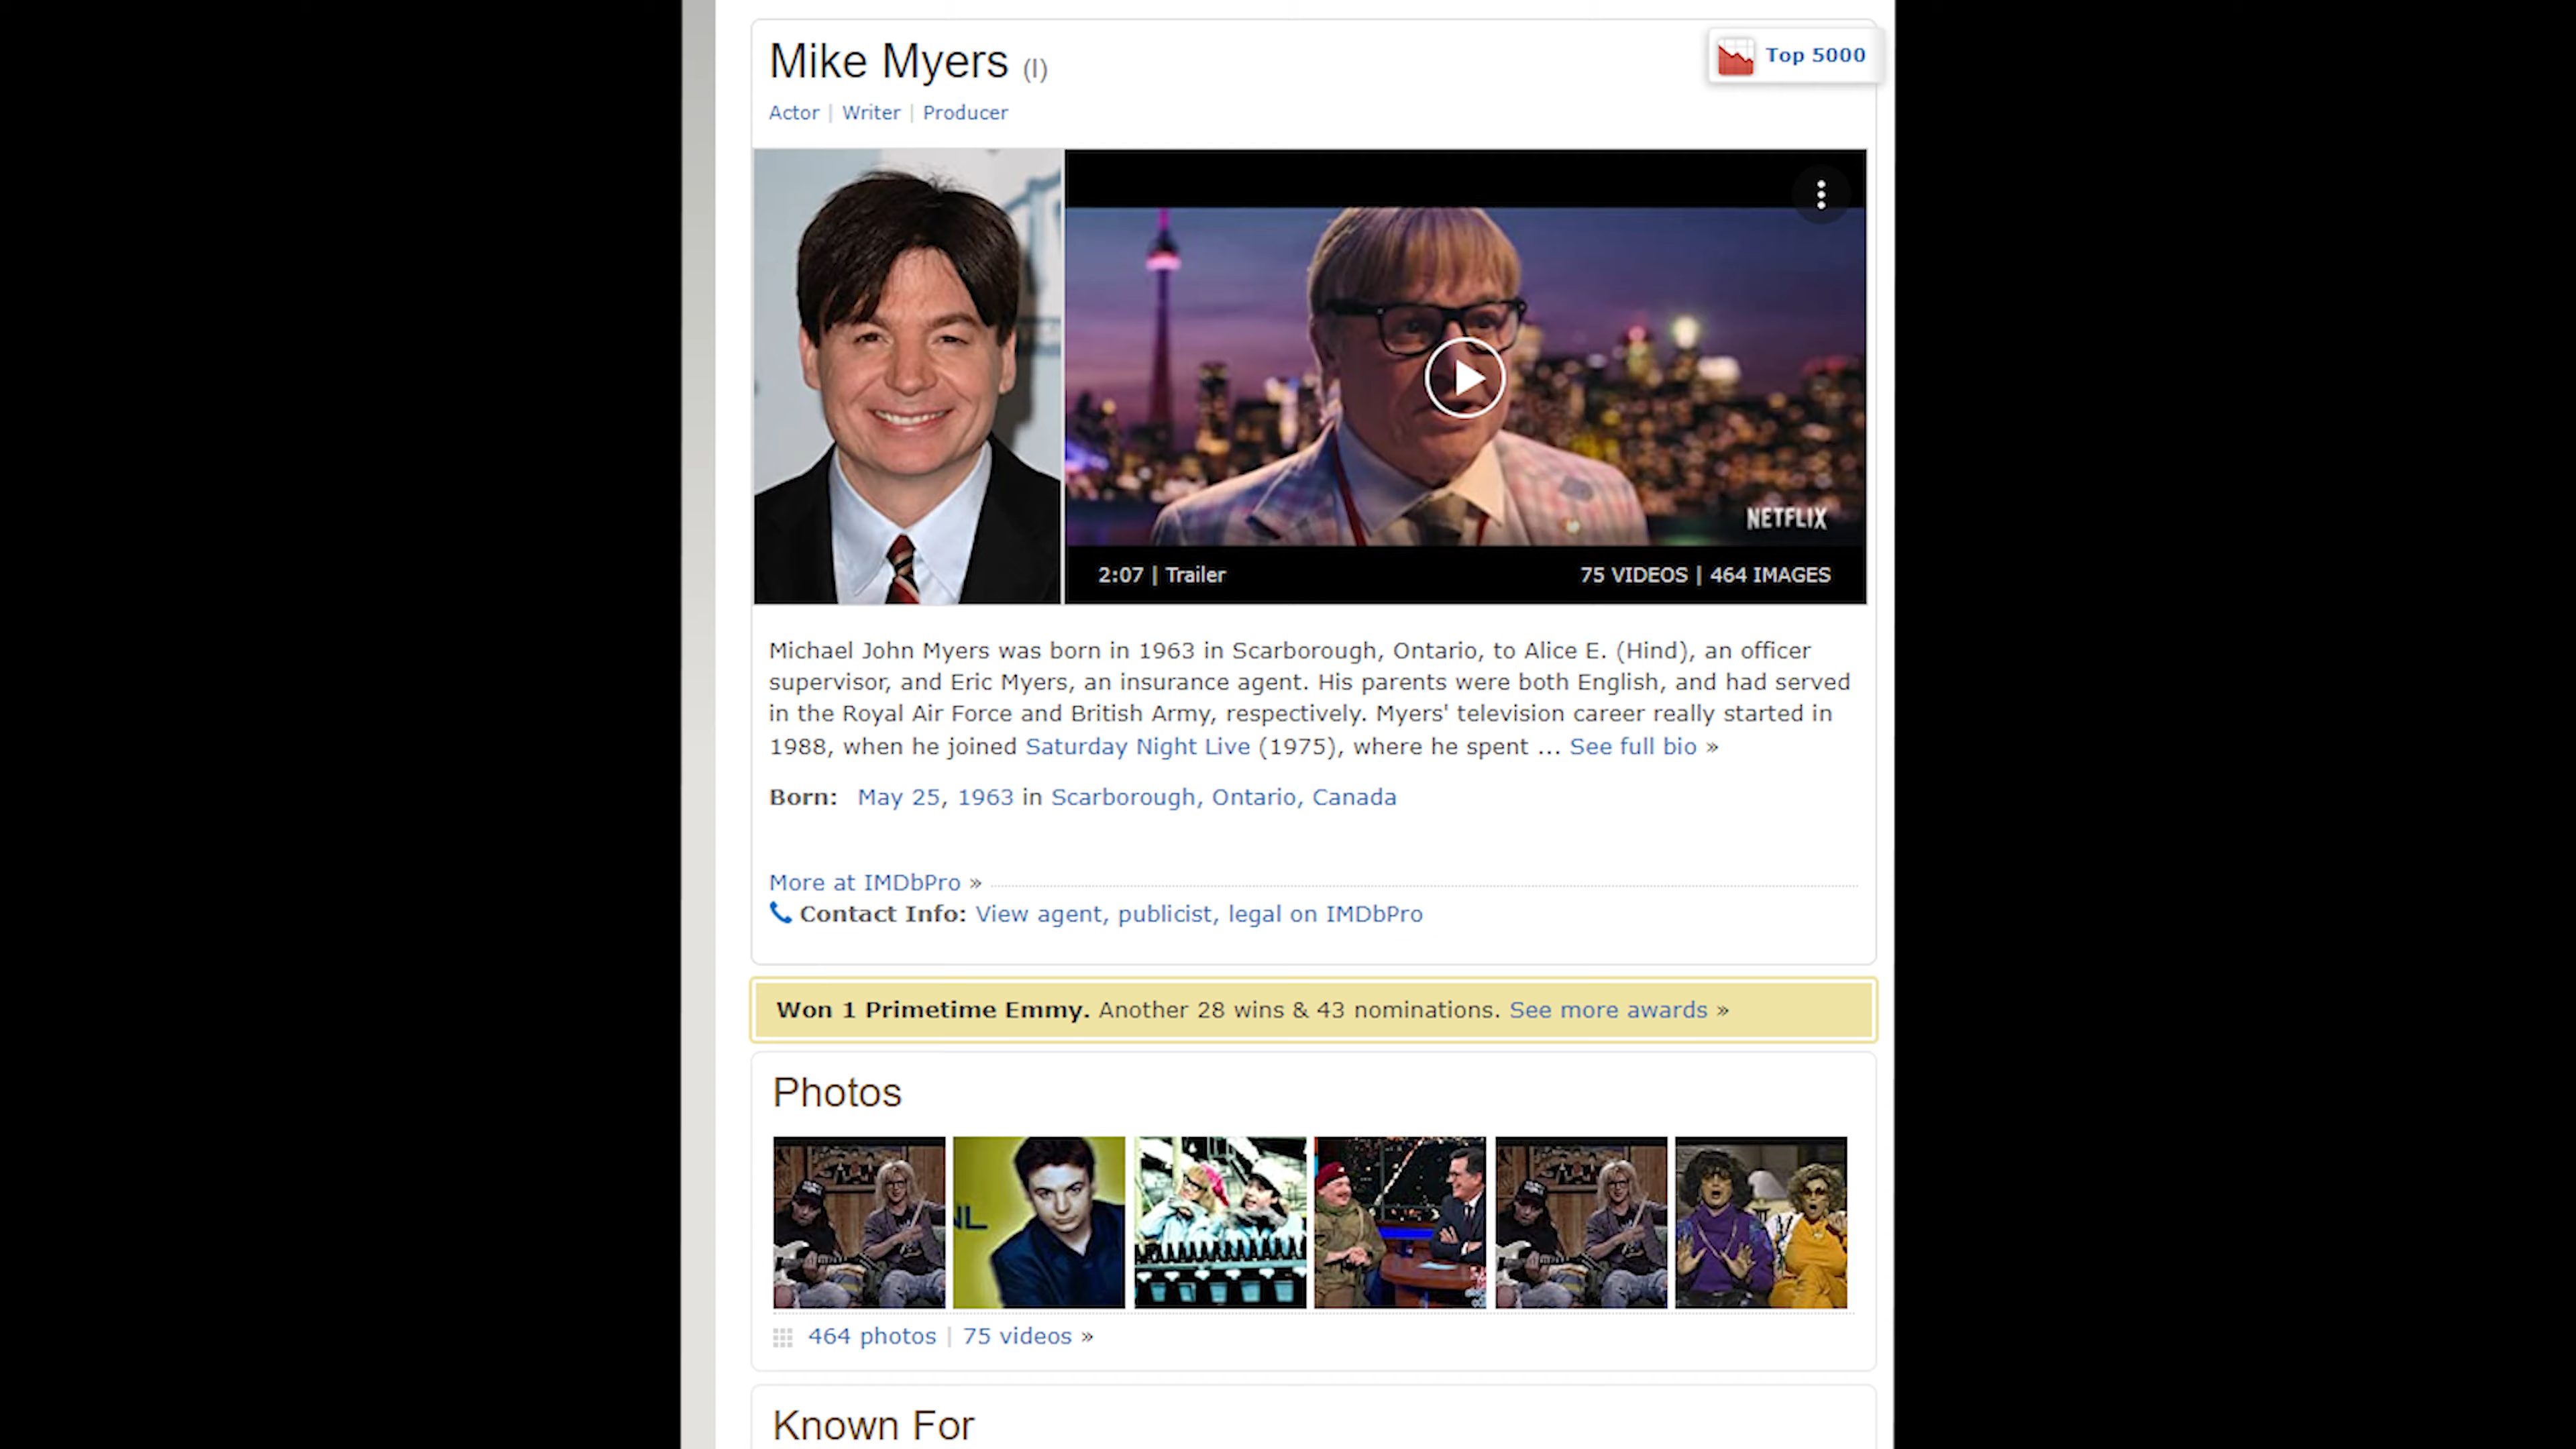 Mike Myers (I)
Top 5000
Actor | Writer | Producer
NETFLIX
2:07 | Trailer
75 VIDEOS | 464 IMAGES
Michael John Myers was born in 1963 in Scarborough, Ontario, to Alice E. (Hind), an officer
supervisor, and Eric Myers, an insurance agent. His parents were both English, and had served
in the Royal Air Force and British Army, respectively. Myers' television career really started in
1988, when he joined Saturday Night Live (1975), where he spent ... See full bio »
Born: May 25, 1963 in Scarborough, Ontario, Canada
More at IMDbPro »
Contact Info: View agent, publicist, legal on IMDbPro
Won 1 Primetime Emmy. Another 28 wins & 43 nominations. See more awards »
Photos
NL
464 photos | 75 videos »
Known For